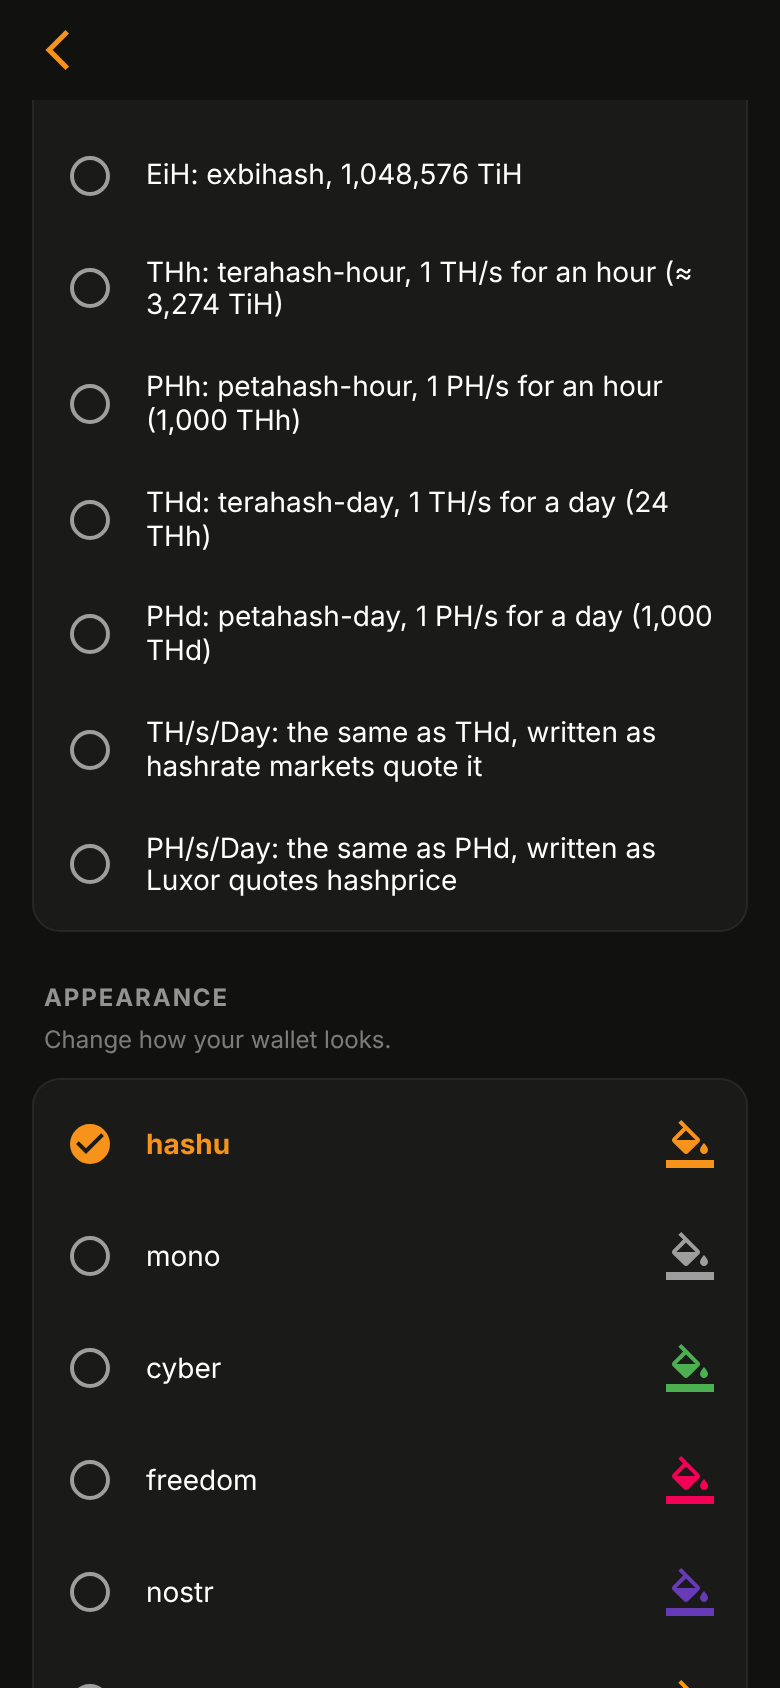 EiH: exbihash, 1,048,576 TiH
THh: terahash-hour, 1 TH/s for an hour (≈
3,274 TiH)
PHh: petahash-hour, 1 PH/s for an hour
(1,000 THh)
THd: terahash-day, 1 TH/s for a day (24
THh)
PHd: petahash-day, 1 PH/s for a day (1,000
THd)
TH/s/Day: the same as THd, written as
hashrate markets quote it
PH/s/Day: the same as PHd, written as
Luxor quotes hashprice
APPEARANCE
Change how your wallet looks.
hashu
mono
cyber
freedom
nostr